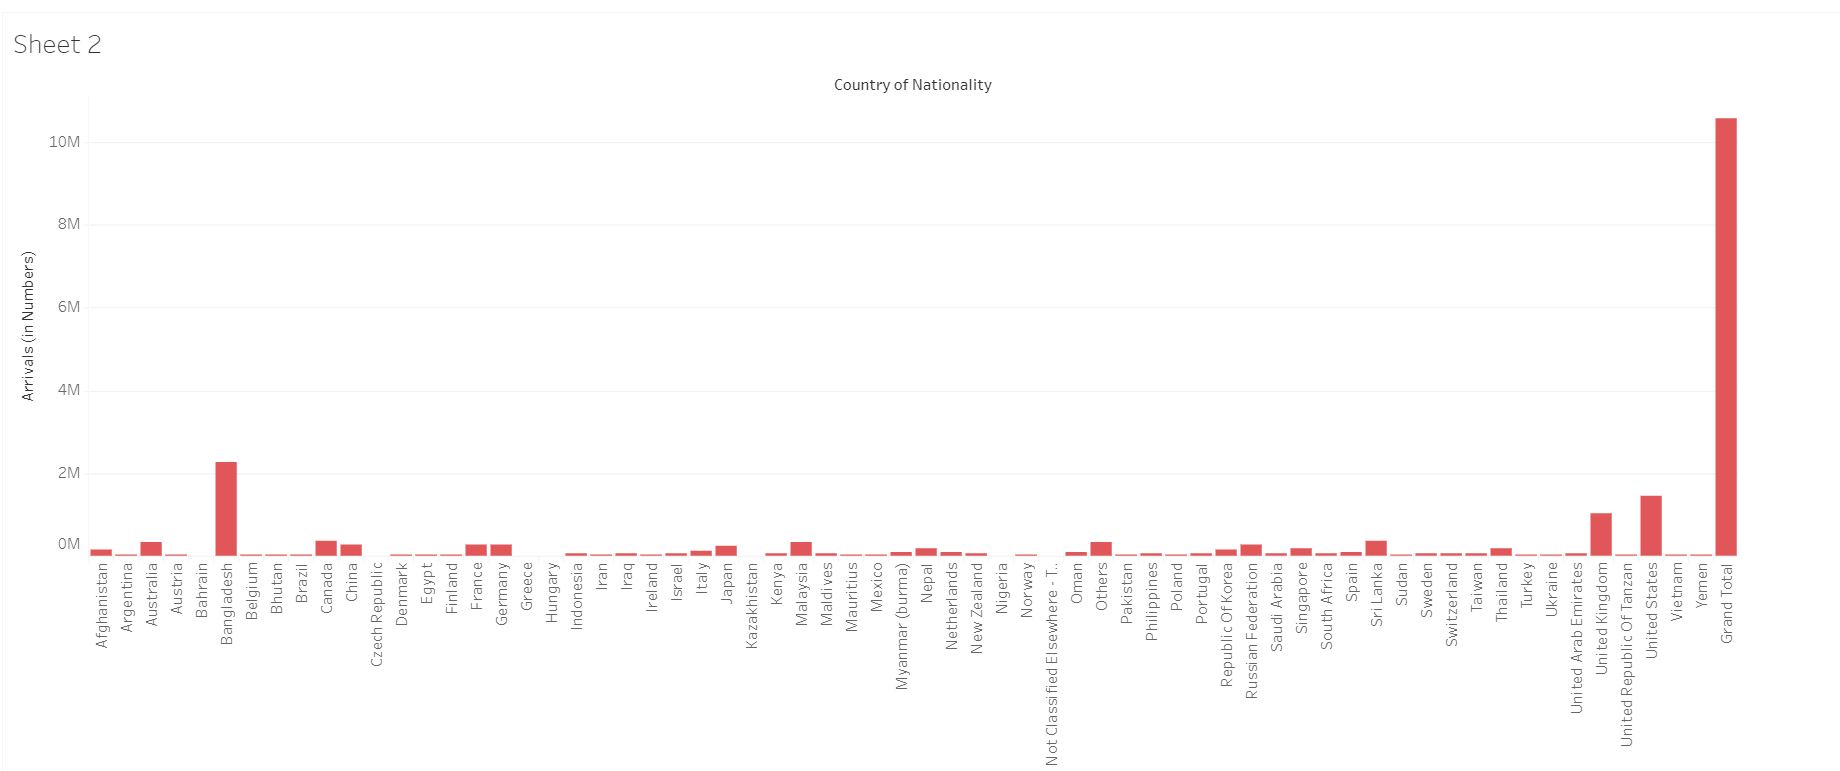 Sheet 2
Country of Nationality
Arrivals (in Numbers)
10M
8M
6M
4M
2M
0M
Afghanistan
Argentina
Australia
Austria
Bahrain
Bangladesh
Belgium
Bhutan
Brazil
Canada
China
Czech Republic
Denmark
Egypt
Finland
France
Germany
Greece
Hungary
Indonesia
Iran
Iraq
Ireland
Israel
Italy
Japan
Kazakhistan
Kenya
Malaysia
Maldives
Mauritius
Mexico
Myanmar (burma)
Nepal
Netherlands
New Zealand
Nigeria
Norway
Not Classified Elsewhere - T..
Oman
Others
Pakistan
Philippines
Poland
Portugal
Republic Of Korea
Russian Federation
Saudi Arabia
Singapore
South Africa
Spain
Sri Lanka
Sudan
Sweden
Switzerland
Taiwan
Thailand
Turkey
Ukraine
United Arab Emirates
United Kingdom
United Republic Of Tanzan
United States
Vietnam
Yemen
Grand Total